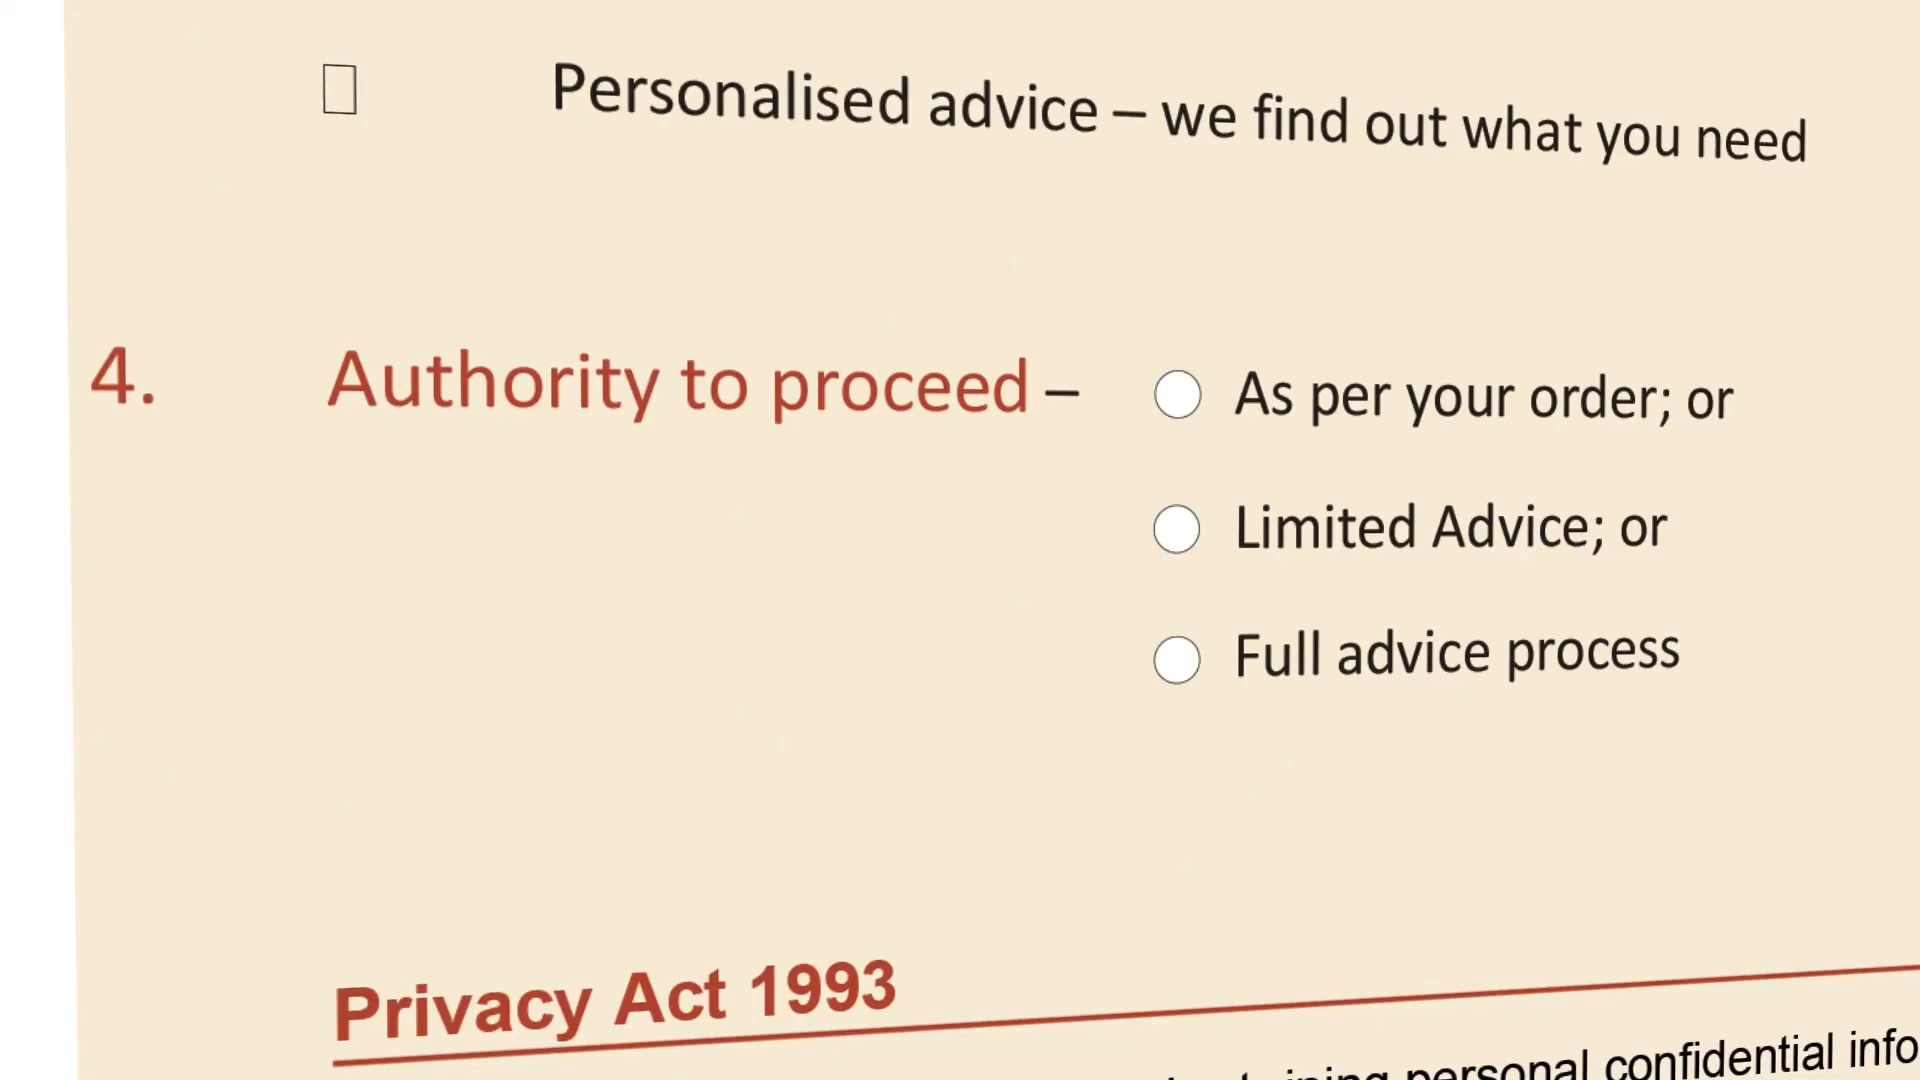 Personalised advice – we find out what you need
4. Authority to proceed – As per your order; or
Limited Advice; or
Full advice process
Privacy Act 1993
personal confidential